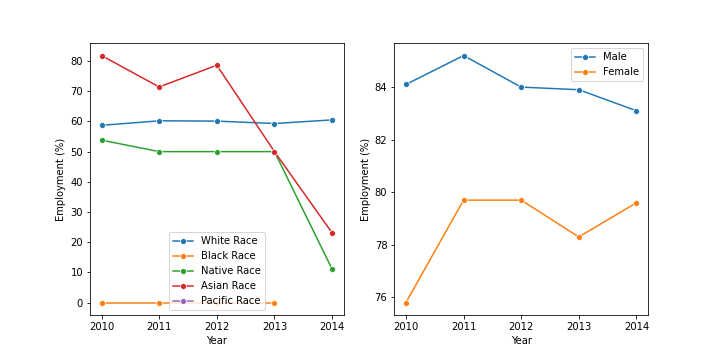 80
70
60
50
40
30
20
10
0
Employment (%)
White Race
Black Race
Native Race
Asian Race
Pacific Race
2010 2011 2012 2013 2014
Year
84
82
80
78
76
Employment (%)
Male
Female
2010 2011 2012 2013 2014
Year